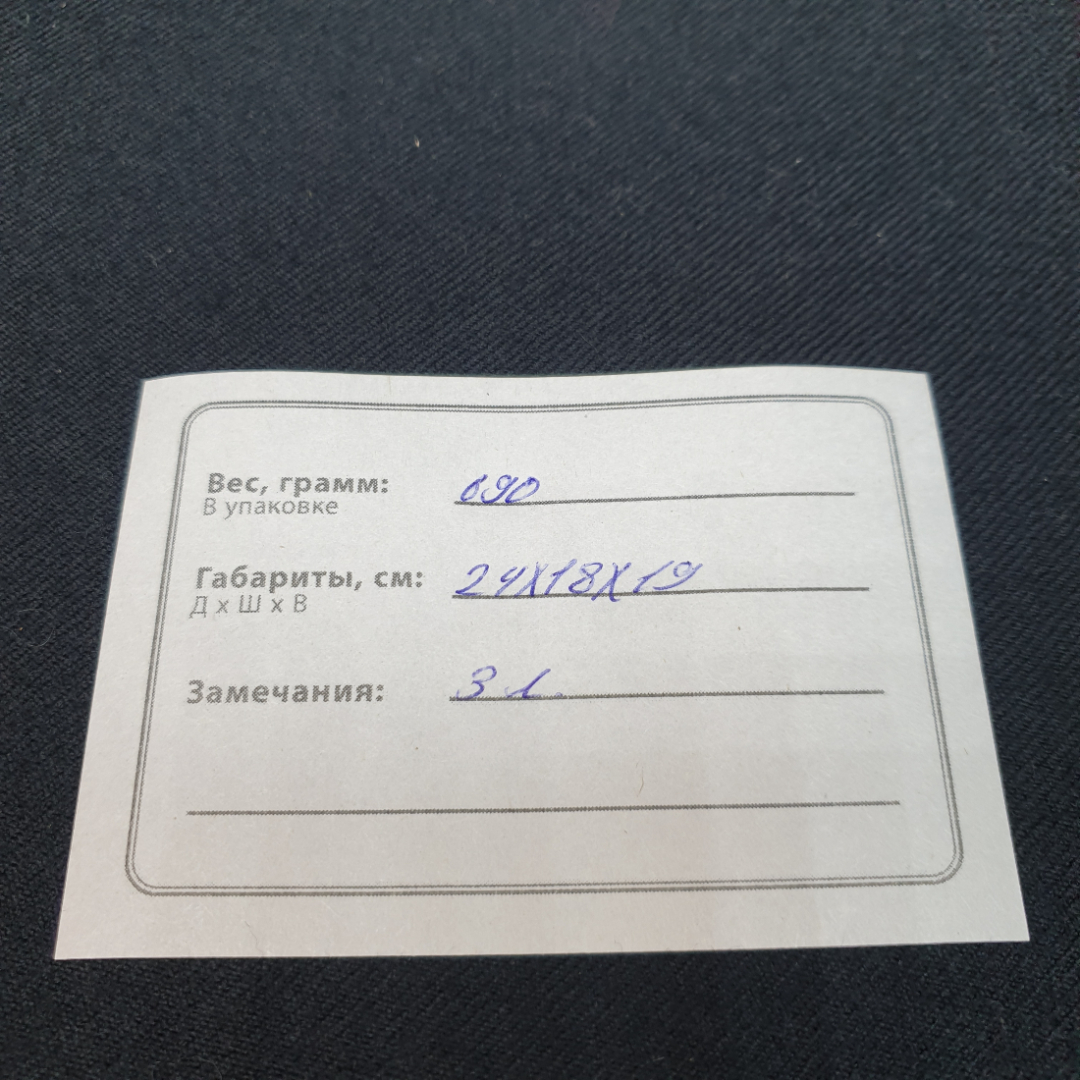 Вес, грамм: 690
В упаковке
Габариты, см: 24X18X19
Д х Ш х В
Замечания: 3 л.